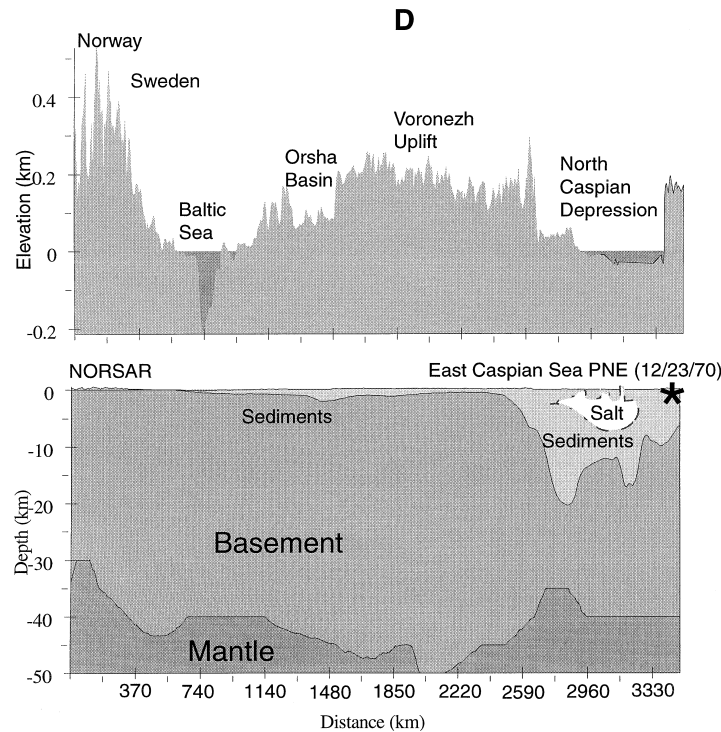 D
Norway
Sweden
Voronezh
Uplift
Orsha
Basin
North
Caspian
Depression
Baltic
Sea
Elevation (km)
0.4
0.2
0
-0.2
NORSAR
East Caspian Sea PNE (12/23/70)
*
Sediments
Salt
Sediments
Basement
Mantle
Depth (km)
0
-10
-20
-30
-40
-50
370 740 1140 1480 1850 2220 2590 2960 3330
Distance (km)